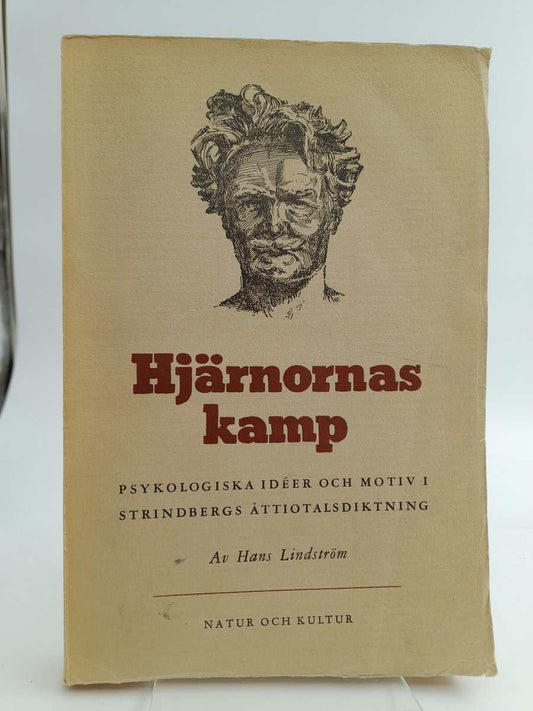 Hjärnornas
kamp
PSYKOLOGISKA IDÉER OCH MOTIV I
STRINDBERGS ÅTTIOTALSDIKTNING
Av Hans Lindström
NATUR OCH KULTUR